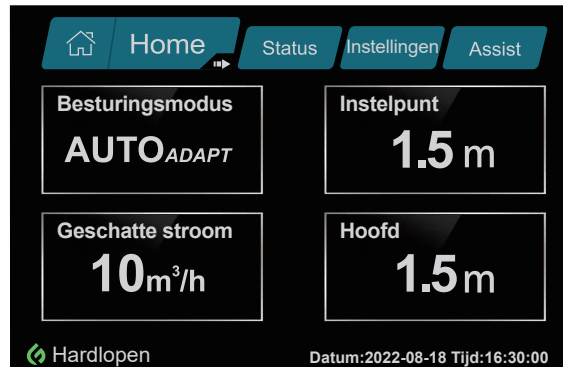 Home Status Instellingen Assist
Besturingsmodus
AUTOADAPT
Instelpunt
1.5 m
Geschatte stroom
10m³/h
Hoofd
1.5 m
Hardlopen
Datum:2022-08-18 Tijd:16:30:00